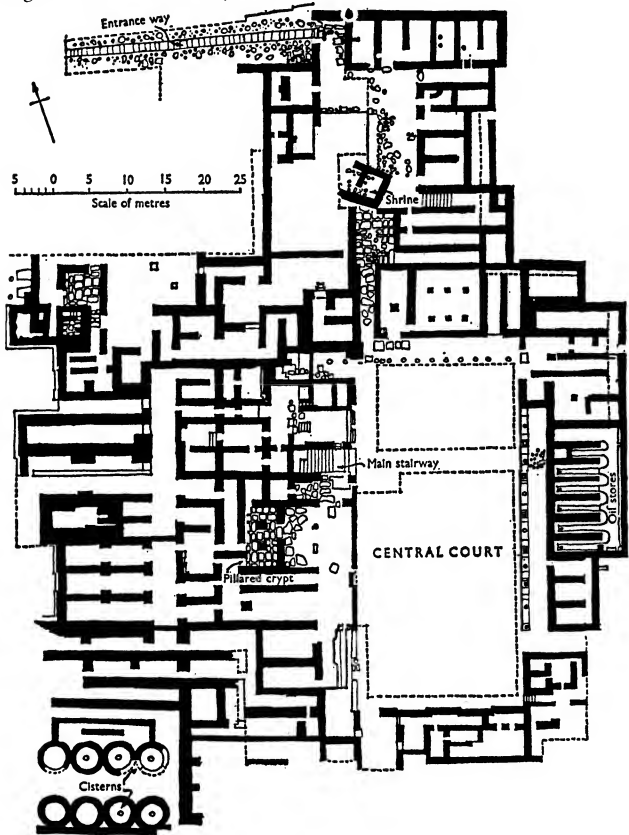 Entrance way
5 0 5 10 15 20 25
Scale of metres
Shrine
Main stairway
Oil stores
CENTRAL COURT
Pillared crypt
Cisterns